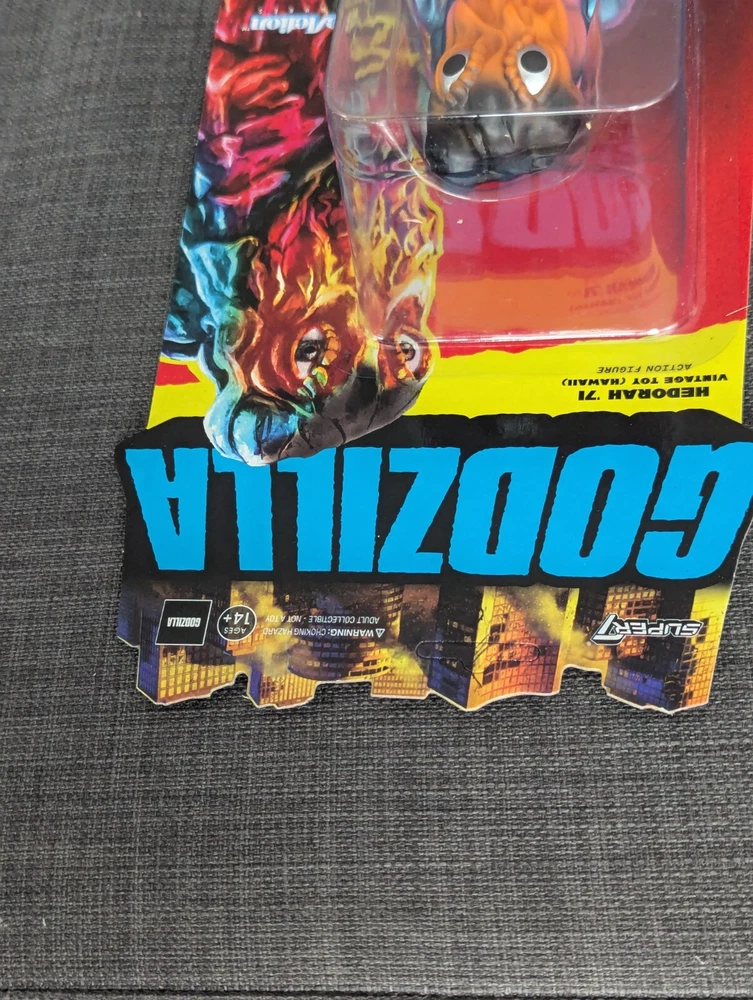 SUPER7
⚠ WARNING: CHOKING HAZARD
ADULT COLLECTIBLE - NOT A TOY
AGES
14+
GODZILLA
GODZILLA
HEDORAH '71
VINTAGE TOY (HAWAII)
ACTION FIGURE
Action